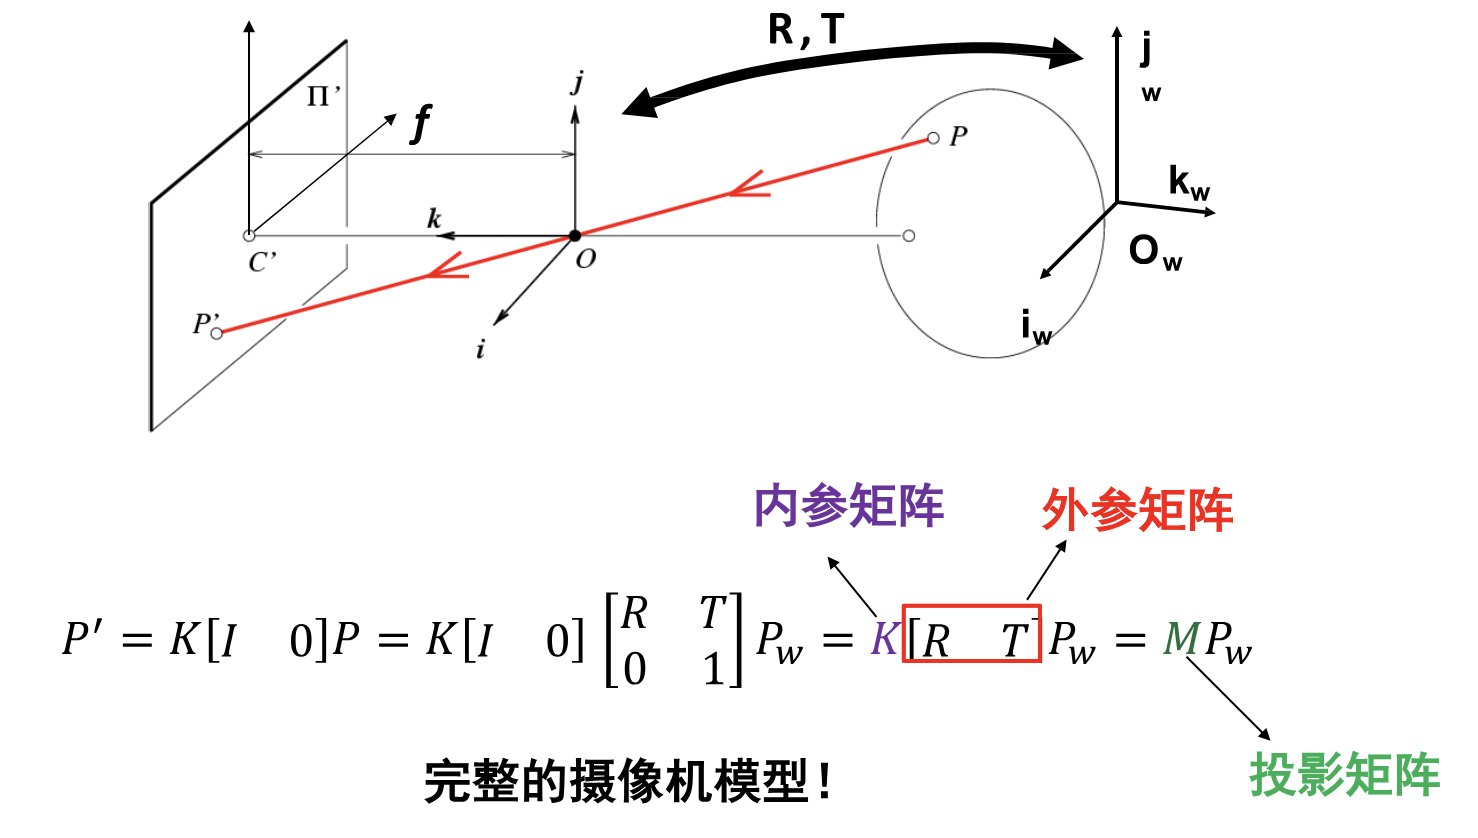 R , T
j
w
Π’
f
j
P
k
kw
C’
O
Ow
P’
i
iw
内参矩阵
外参矩阵
P′ = K[I 0]P = K[I 0] [R T 0 1] Pw = K[R T]Pw = MPw
完整的摄像机模型！
投影矩阵